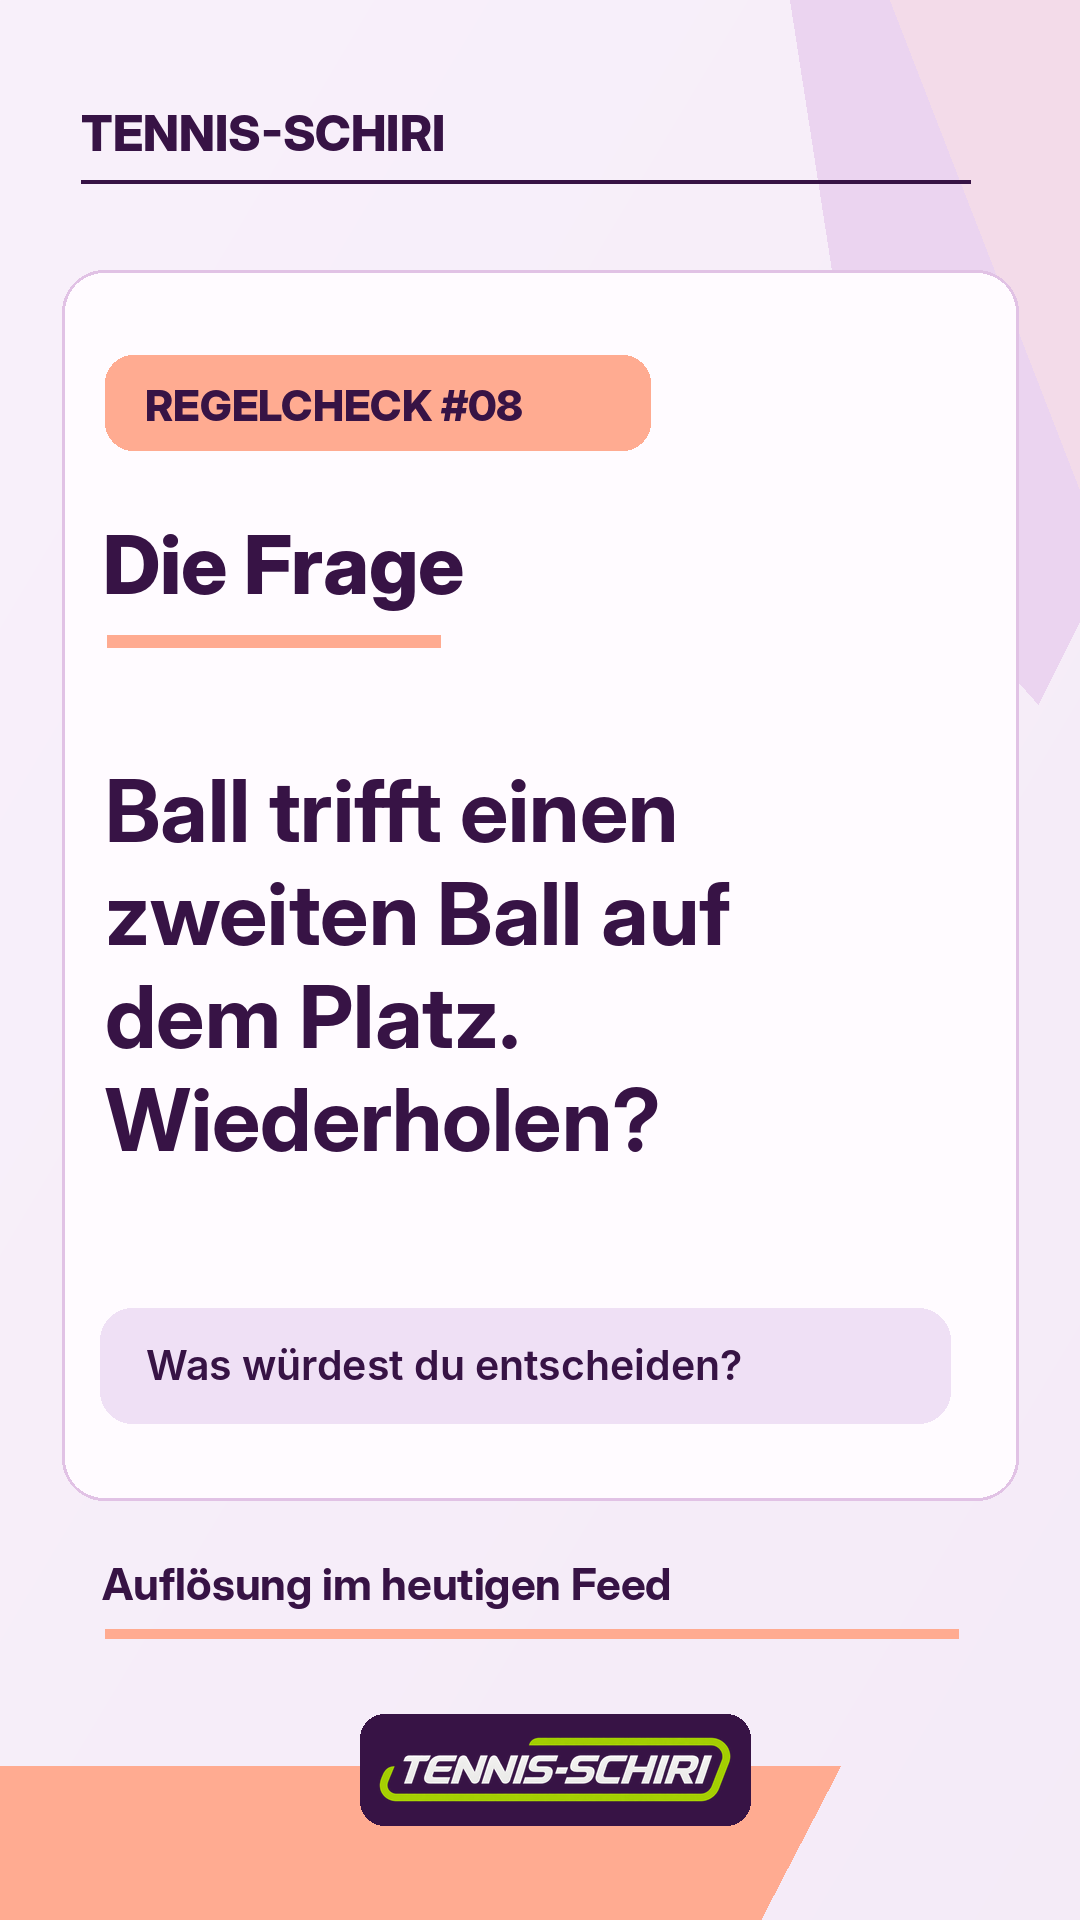 TENNIS-SCHIRI
REGELCHECK #08
Die Frage
Ball trifft einen
zweiten Ball auf
dem Platz.
Wiederholen?
Was würdest du entscheiden?
Auflösung im heutigen Feed
TENNIS-SCHIRI